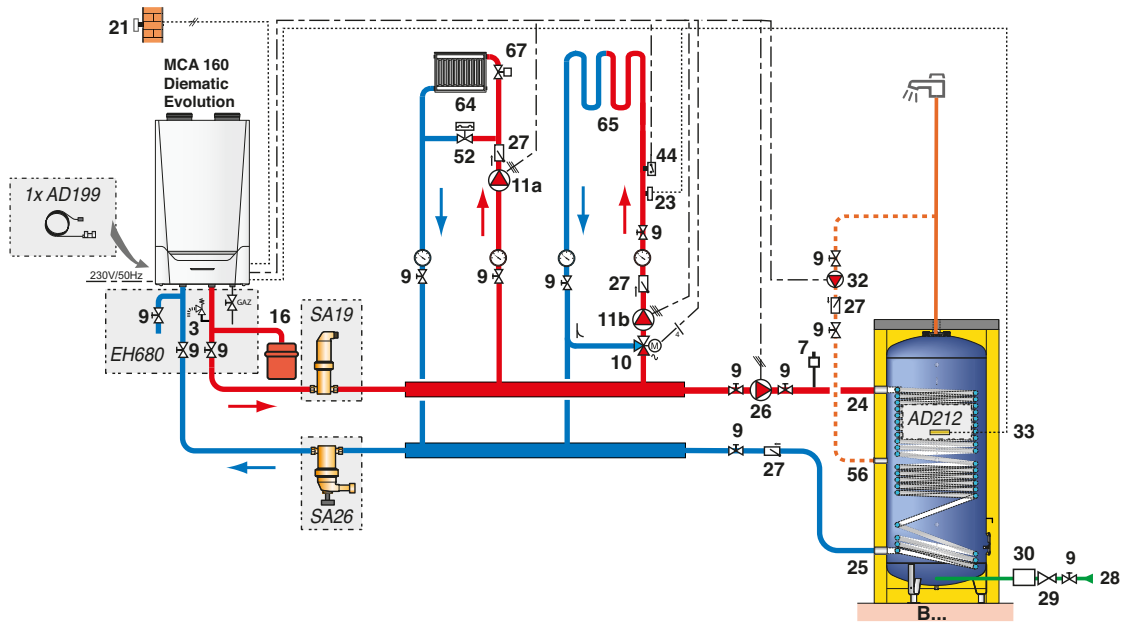 21
MCA 160
Diematic
Evolution
1x AD199
230V/50Hz
GAZ
9
3
9
9
EH680
16
SA19
SA26
67
64
52
27
11a
9
9
65
44
23
9
27
11b
M
10
9
9
26
9
7
9
27
9
32
27
9
24
AD212
33
56
25
30
9
29
28
B...